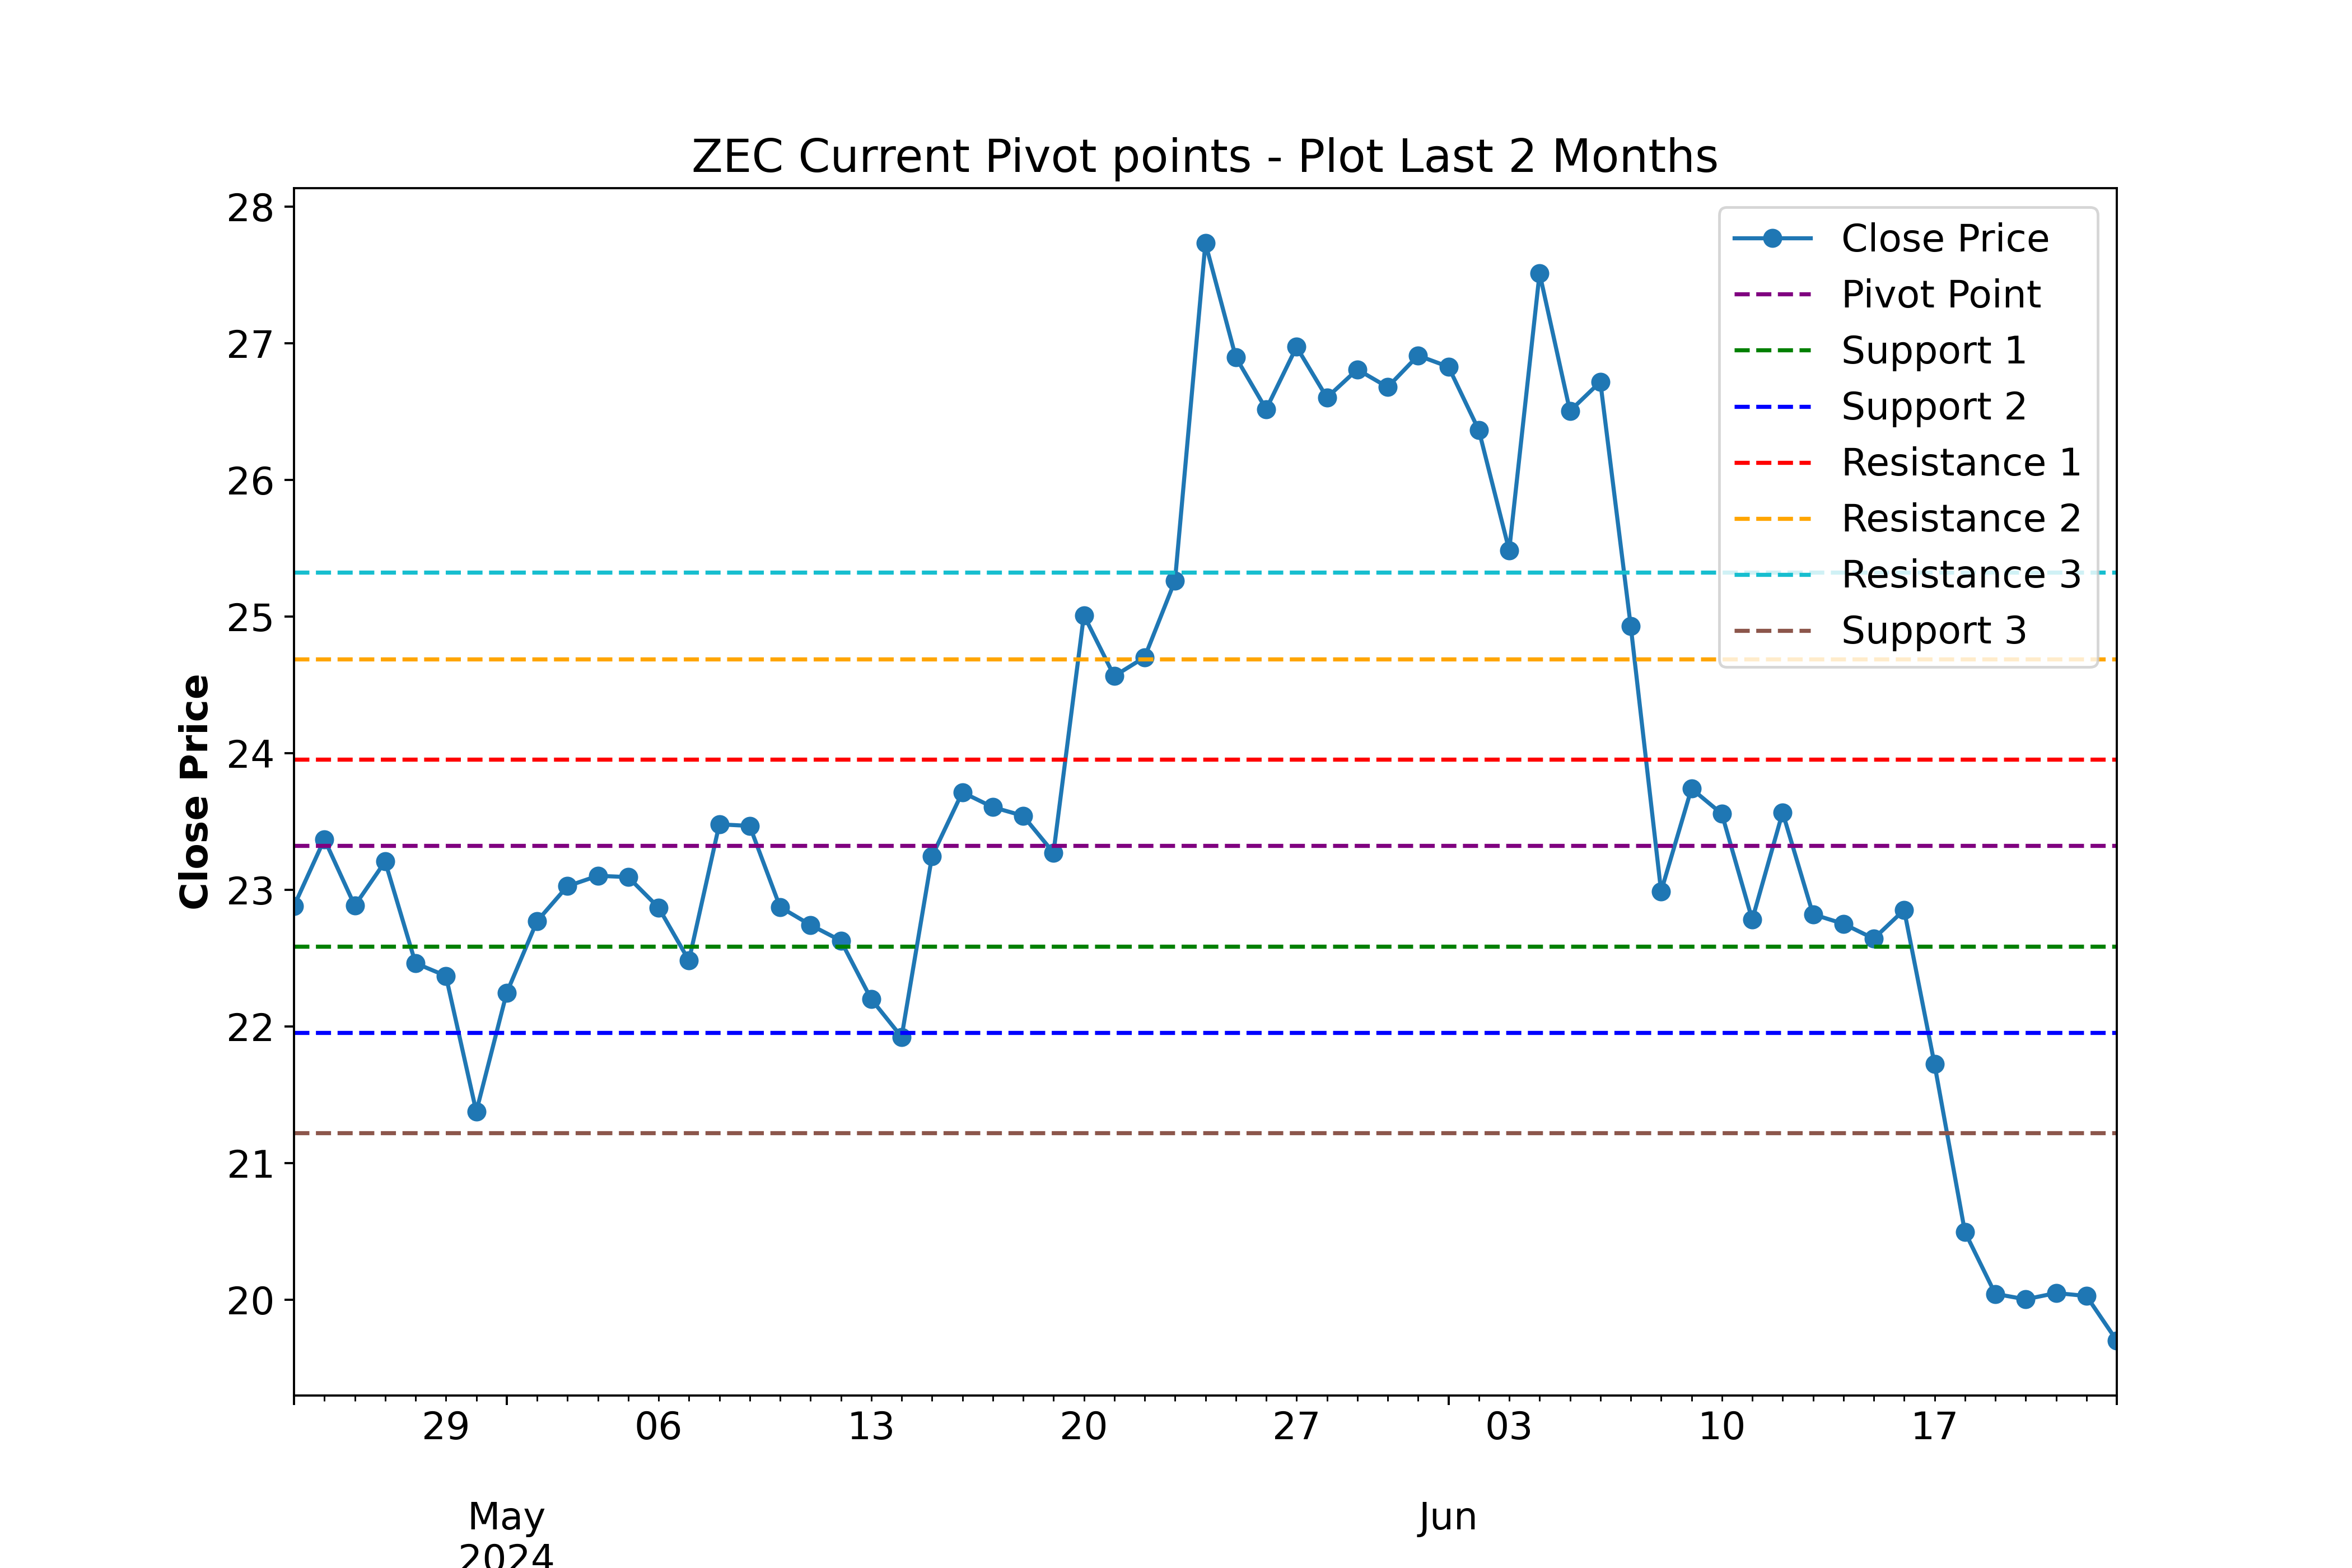 ZEC Current Pivot points - Plot Last 2 Months
28
27
26
25
24
23
22
21
20
Close Price
Close Price
Pivot Point
Support 1
Support 2
Resistance 1
Resistance 2
Resistance 3
Support 3
29 06 13 20 27 03 10 17
May Jun
2024